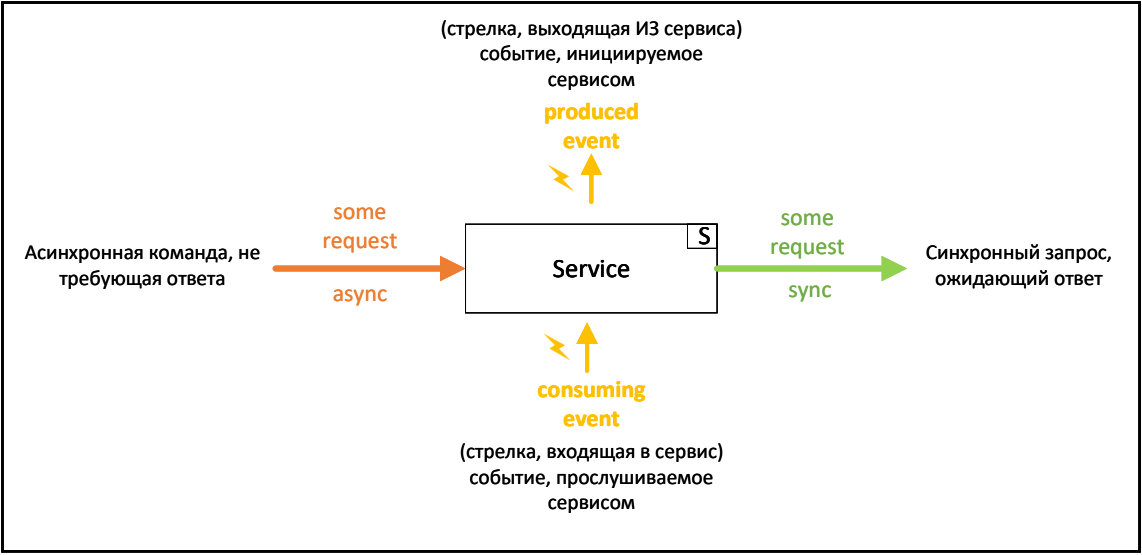 (стрелка, выходящая ИЗ сервиса)
событие, инициируемое
сервисом
produced
event
some
request
async
Асинхронная команда, не
требующая ответа
S
Service
some
request
sync
Синхронный запрос,
ожидающий ответ
consuming
event
(стрелка, входящая в сервис)
событие, прослушиваемое
сервисом